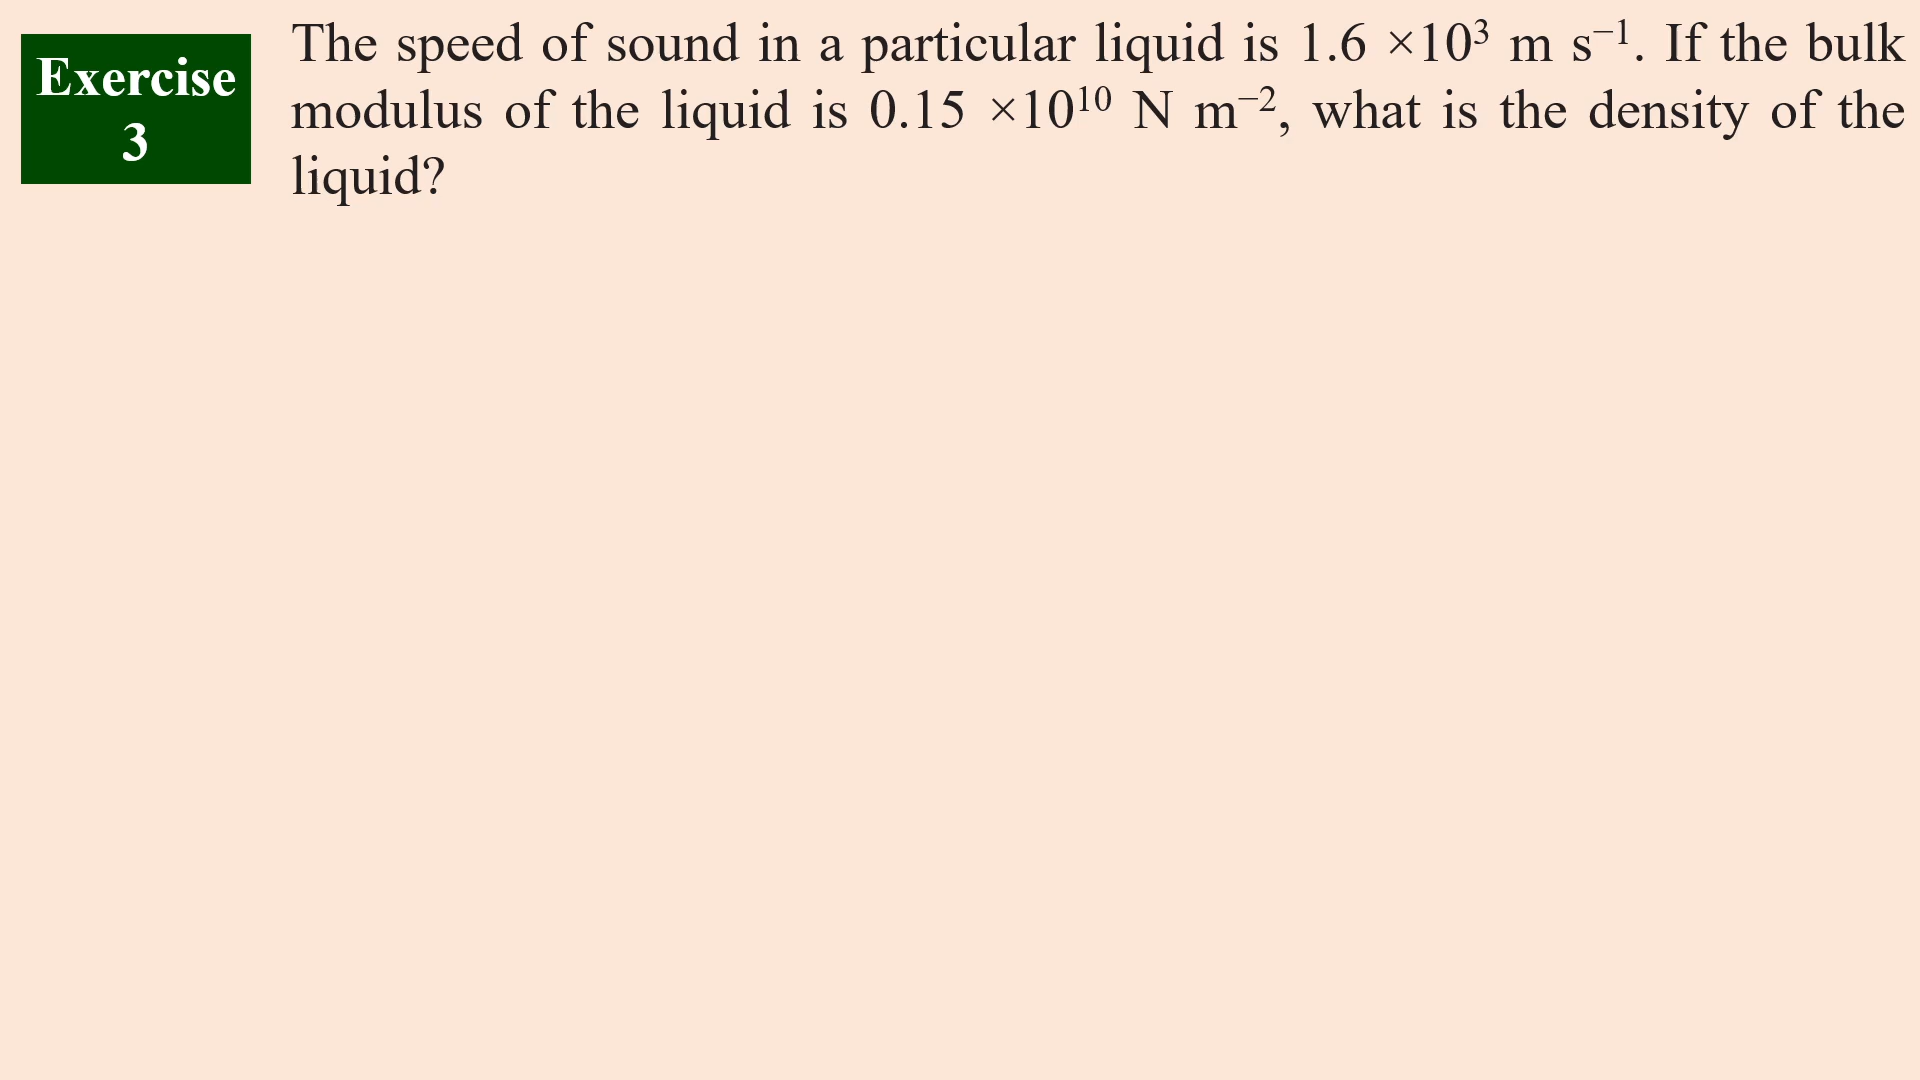 Exercise
3
The speed of sound in a particular liquid is 1.6 ×10³ m s⁻¹. If the bulk
modulus of the liquid is 0.15 ×10¹⁰ N m⁻², what is the density of the
liquid?